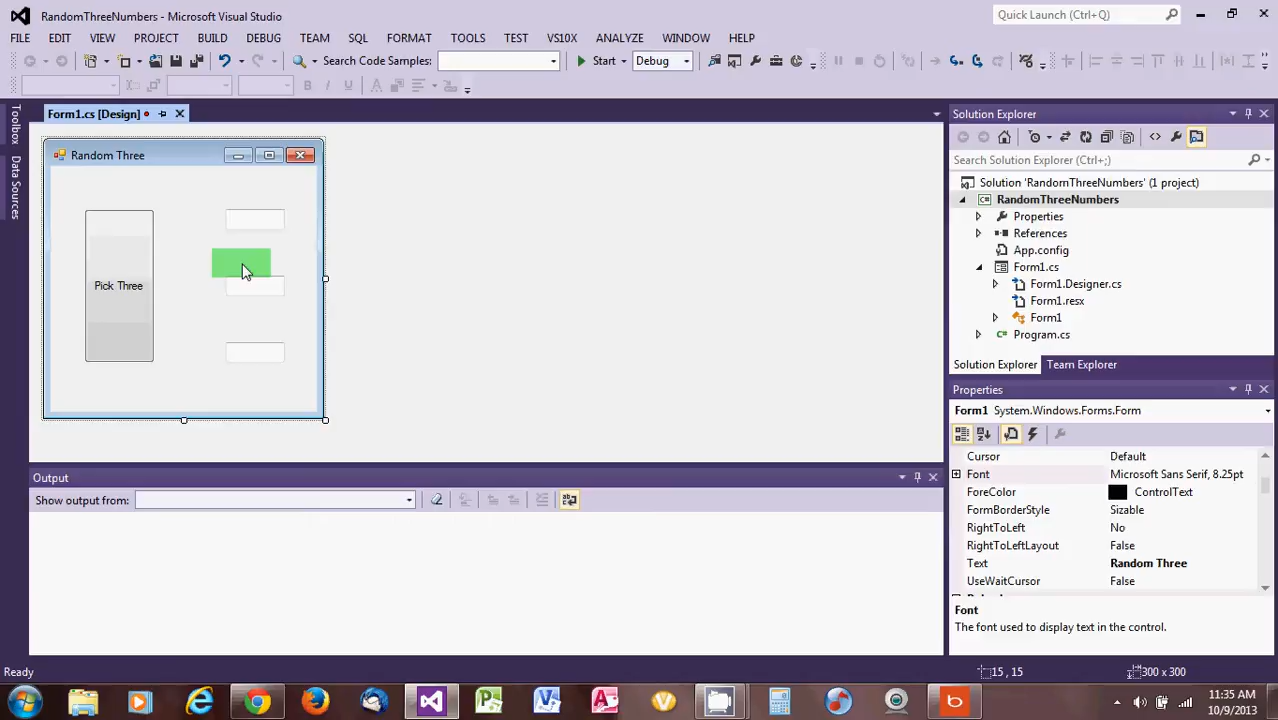 RandomThreeNumbers - Microsoft Visual Studio
Quick Launch (Ctrl+Q)
FILE EDIT VIEW PROJECT BUILD DEBUG TEAM SQL FORMAT TOOLS TEST VS10X ANALYZE WINDOW HELP
Search Code Samples: Start Debug
B I U
Toolbox
Data Sources
Form1.cs [Design]
Random Three
Pick Three
Solution Explorer
Search Solution Explorer (Ctrl+;)
Solution 'RandomThreeNumbers' (1 project)
RandomThreeNumbers
Properties
References
App.config
Form1.cs
Form1.Designer.cs
Form1.resx
Form1
Program.cs
Solution Explorer Team Explorer
Properties
Form1 System.Windows.Forms.Form
Cursor Default
Font Microsoft Sans Serif, 8.25pt
ForeColor ControlText
FormBorderStyle Sizable
RightToLeft No
RightToLeftLayout False
Text Random Three
UseWaitCursor False
Font
The font used to display text in the control.
Output
Show output from:
Ready
15 , 15
300 x 300
11:35 AM
10/9/2013